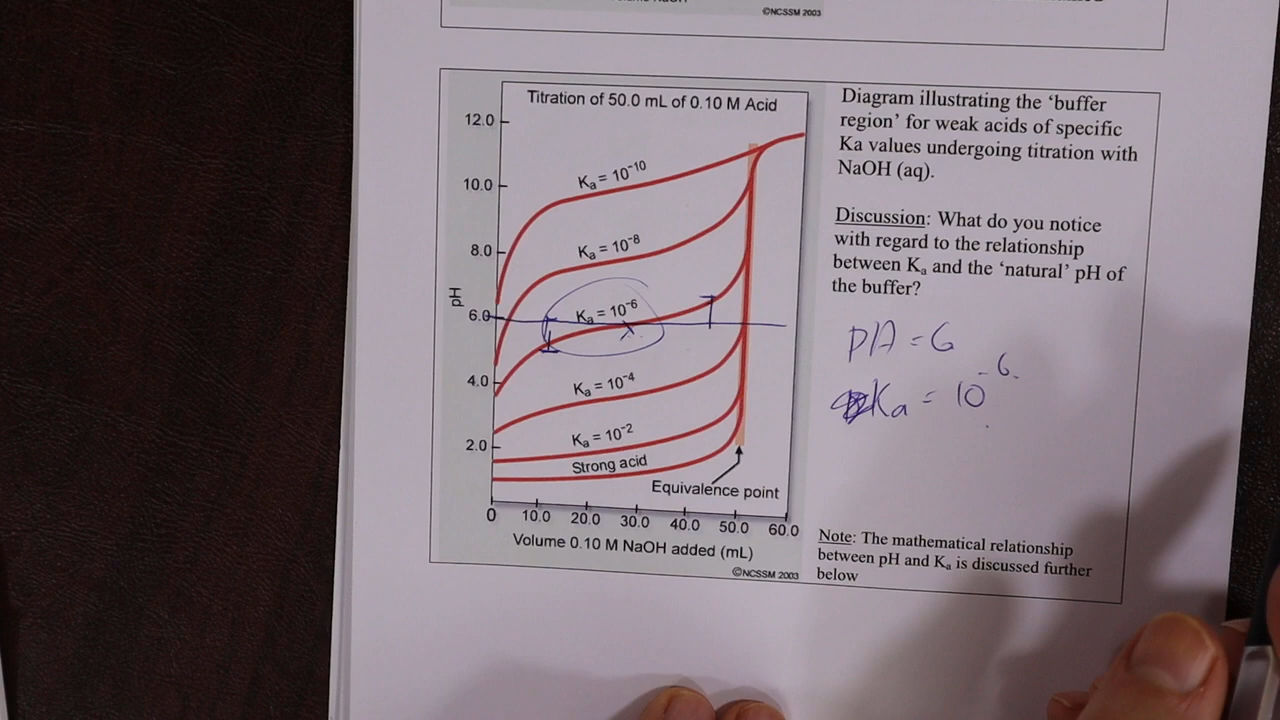 ©NCSSM 2003
Titration of 50.0 mL of 0.10 M Acid
12.0
10.0
8.0
6.0
4.0
2.0
pH
Kₐ = 10⁻¹⁰
Kₐ = 10⁻⁸
Kₐ = 10⁻⁶
Kₐ = 10⁻⁴
Kₐ = 10⁻²
Strong acid
Equivalence point
0 10.0 20.0 30.0 40.0 50.0 60.0
Volume 0.10 M NaOH added (mL)
©NCSSM 2003
Diagram illustrating the ‘buffer
region’ for weak acids of specific
Ka values undergoing titration with
NaOH (aq).
Discussion: What do you notice
with regard to the relationship
between Kₐ and the ‘natural’ pH of
the buffer?
pH = 6
Ka = 10⁻⁶
Note: The mathematical relationship
between pH and Kₐ is discussed further
below